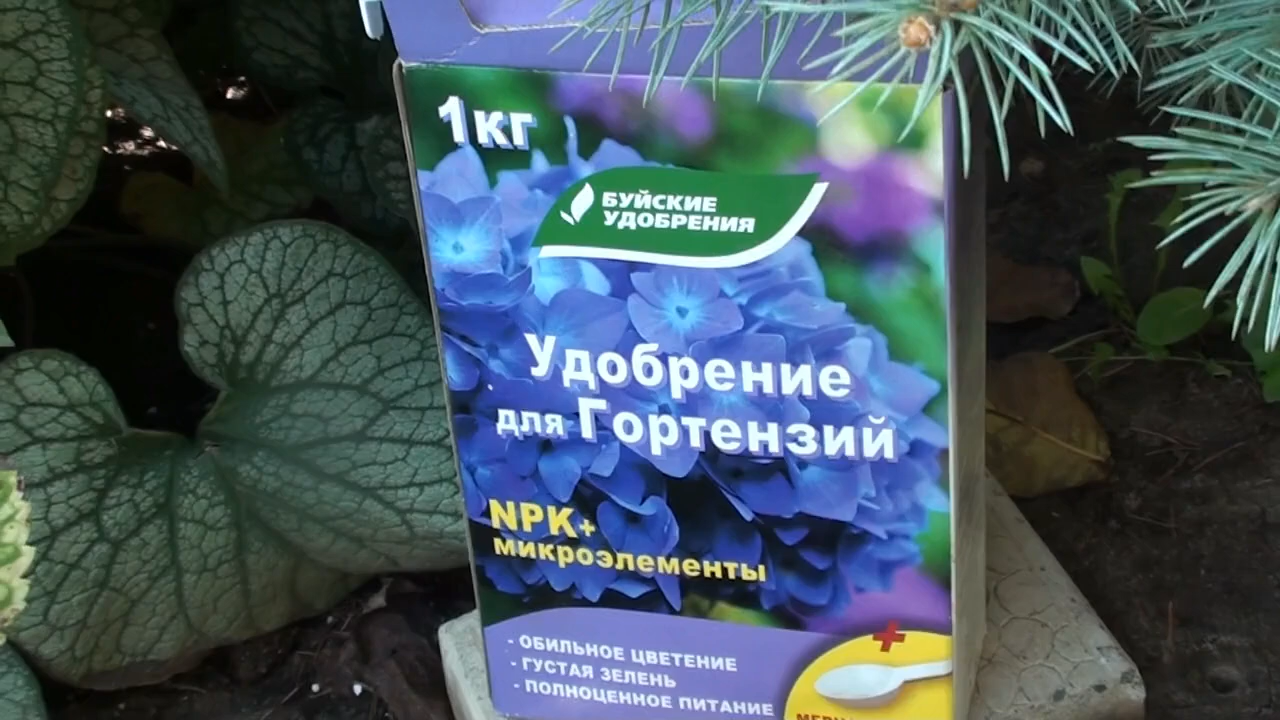 1кг
БУЙСКИЕ
УДОБРЕНИЯ
Удобрение
для Гортензий
NPK+
микроэлементы
- ОБИЛЬНОЕ ЦВЕТЕНИЕ
- ГУСТАЯ ЗЕЛЕНЬ
- ПОЛНОЦЕННОЕ ПИТАНИЕ